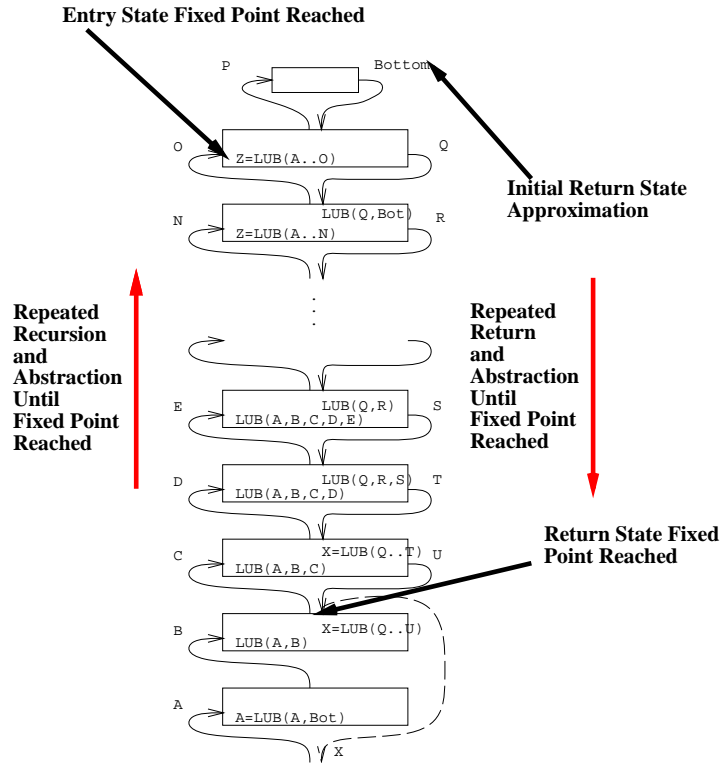 Entry State Fixed Point Reached
P
Bottom
O
Q
Z=LUB(A..O)
Initial Return State
Approximation
LUB(Q,Bot)
N
R
Z=LUB(A..N)
Repeated
Recursion
and
Abstraction
Until
Fixed Point
Reached
Repeated
Return
and
Abstraction
Until
Fixed Point
Reached
LUB(Q,R)
E
S
LUB(A,B,C,D,E)
LUB(Q,R,S)
D
T
LUB(A,B,C,D)
Return State Fixed
Point Reached
X=LUB(Q..T)
C
U
LUB(A,B,C)
X=LUB(Q..U)
B
LUB(A,B)
A
A=LUB(A,Bot)
X